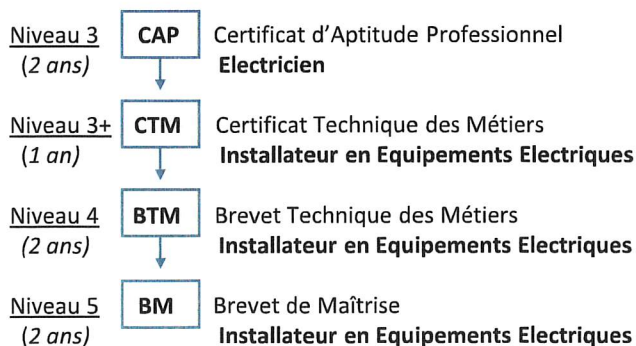 Niveau 3 CAP Certificat d'Aptitude Professionnel
(2 ans) Electricien
Niveau 3+ CTM Certificat Technique des Métiers
(1 an) Installateur en Equipements Electriques
Niveau 4 BTM Brevet Technique des Métiers
(2 ans) Installateur en Equipements Electriques
Niveau 5 BM Brevet de Maîtrise
(2 ans) Installateur en Equipements Electriques